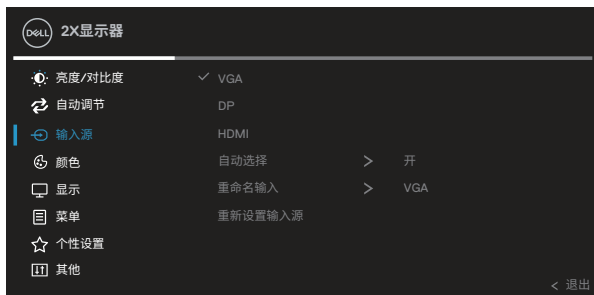 DELL 2X显示器
亮度/对比度 VGA
自动调节 DP
输入源 HDMI
颜色 自动选择 > 开
显示 重命名输入 > VGA
菜单 重新设置输入源
个性设置
其他
< 退出